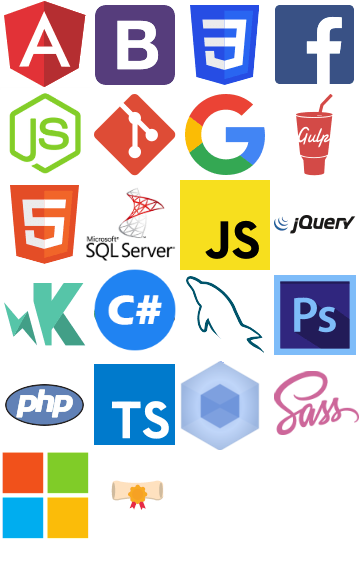 A
B
3
f
JS
G
Gulp
5
Microsoft®
SQL Server®
JS
jQuery
K
C#
Ps
php
TS
Sass